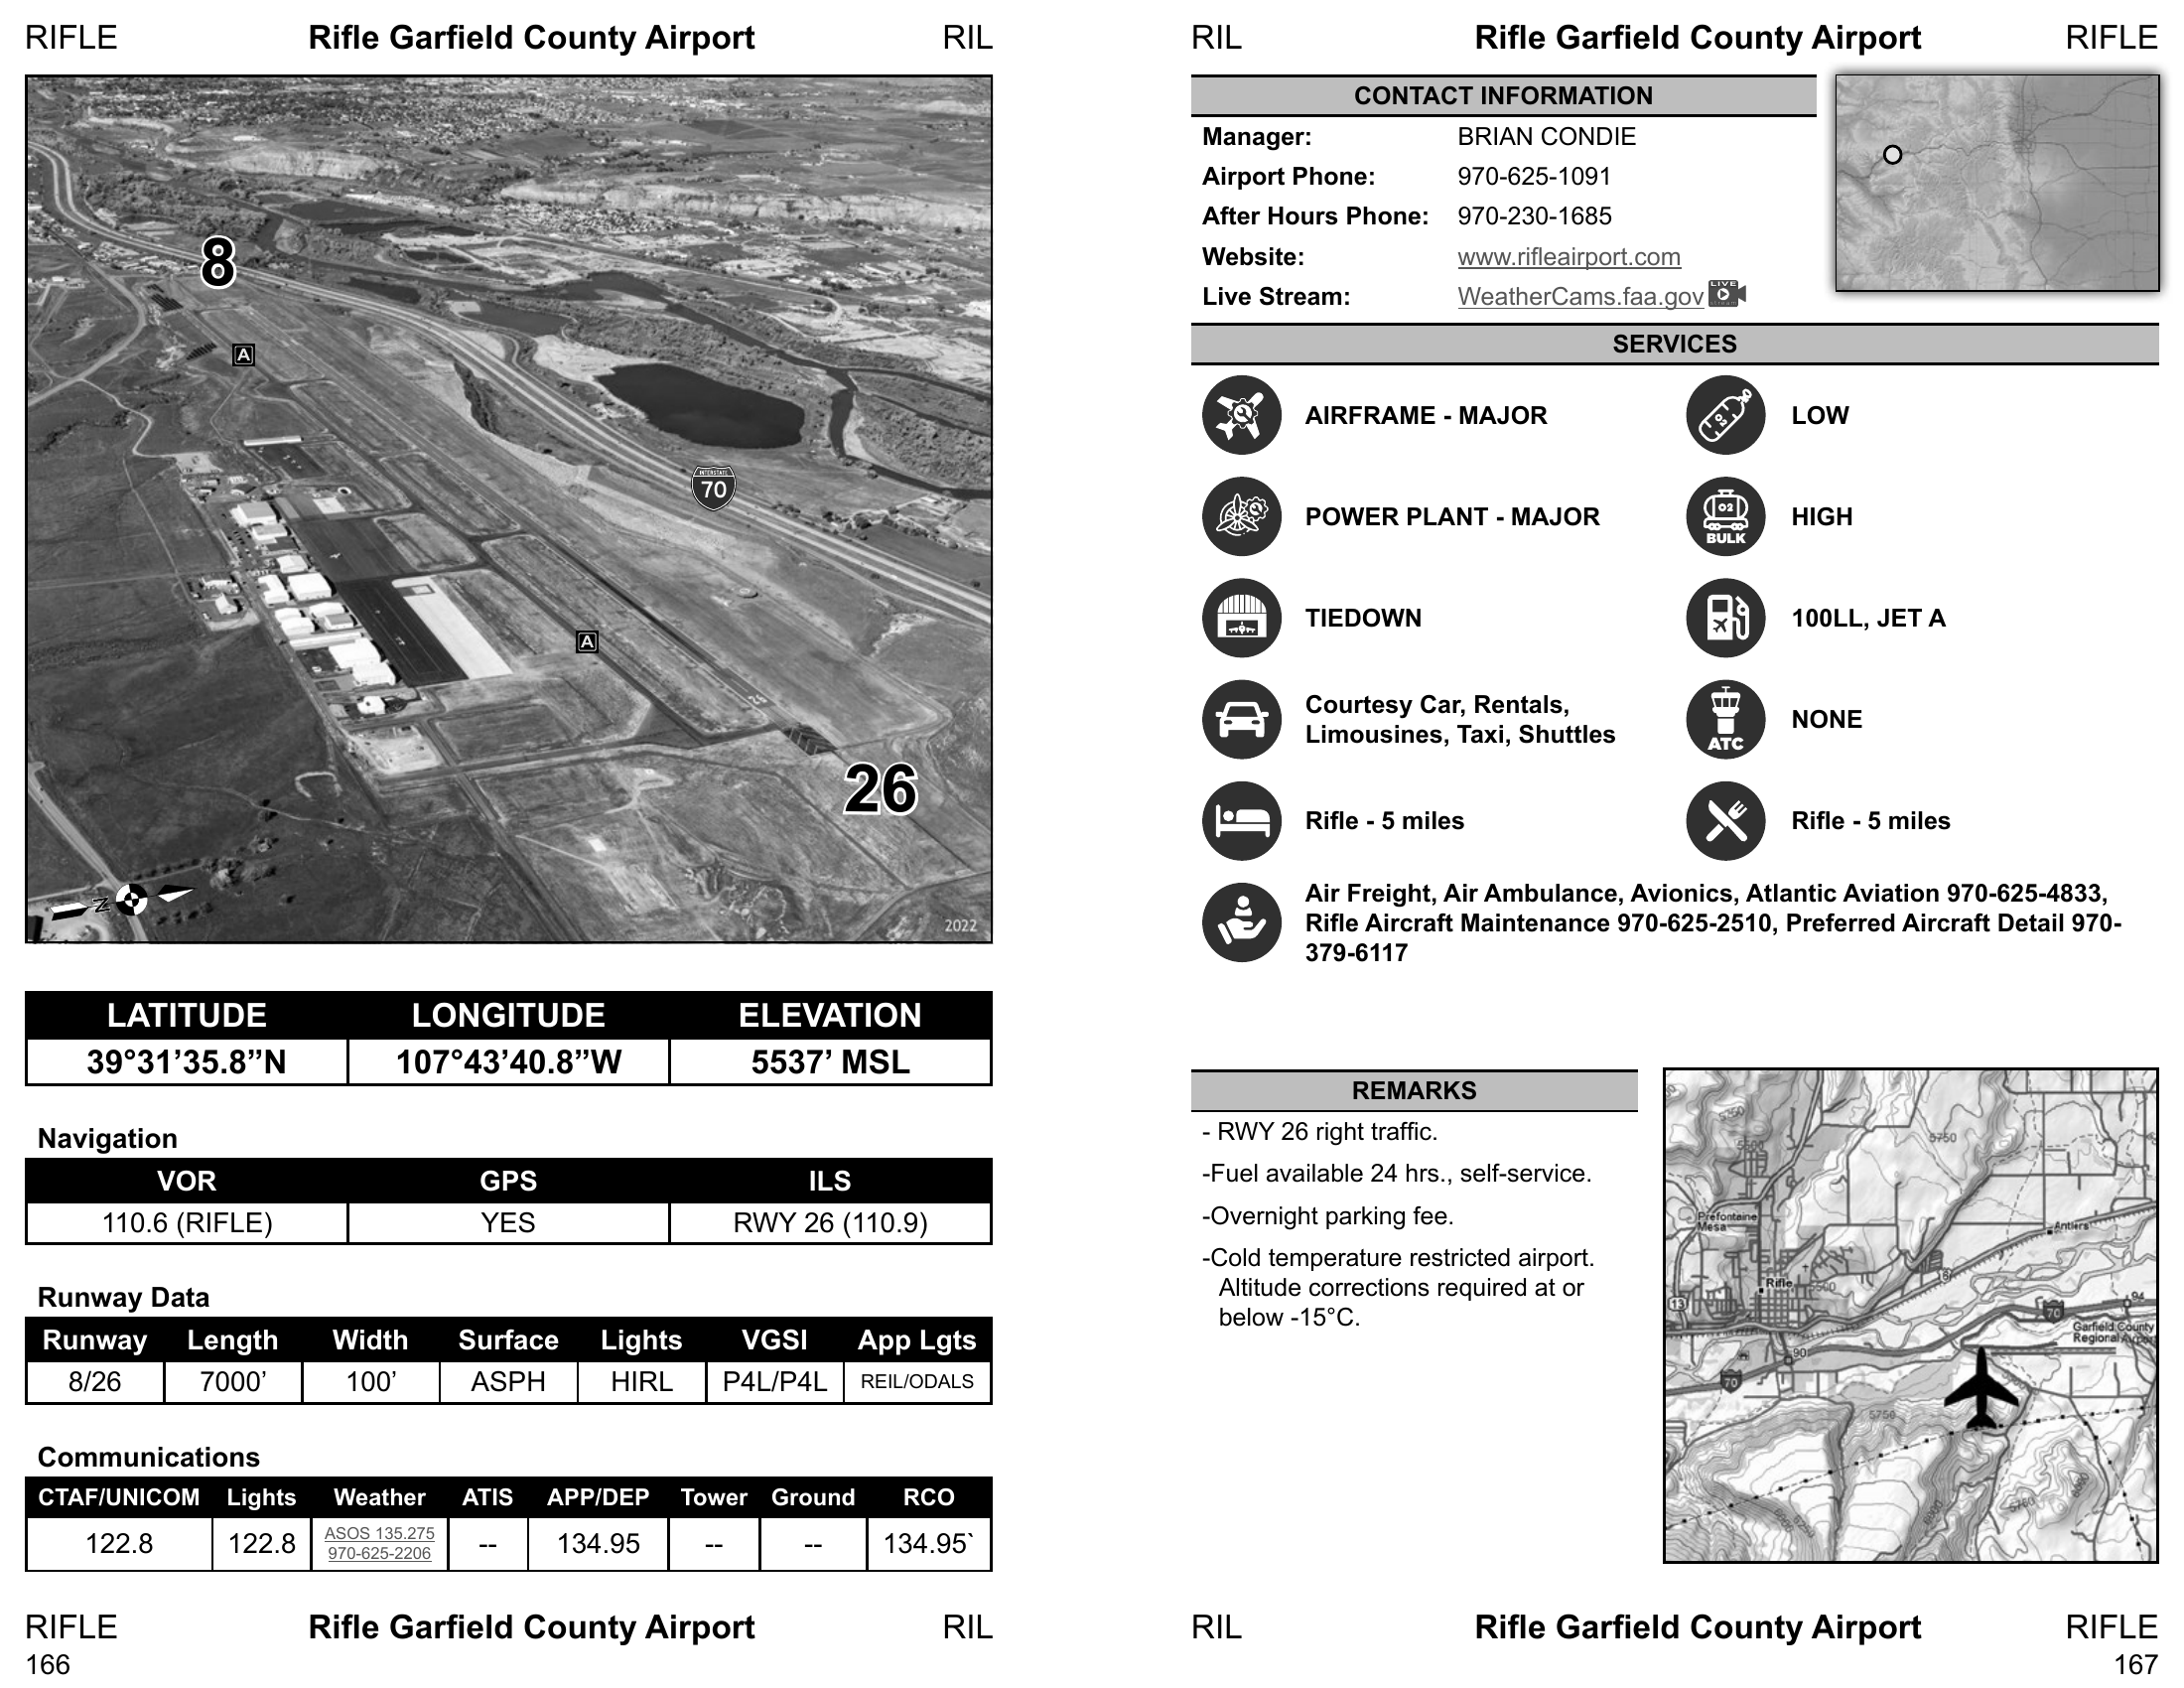 RIFLE Rifle Garfield County Airport RIL
8
A
INTERSTATE
70
A
26
26
N
2022
LATITUDE LONGITUDE ELEVATION
39°31’35.8”N 107°43’40.8”W 5537’ MSL
Navigation
VOR GPS ILS
110.6 (RIFLE) YES RWY 26 (110.9)
Runway Data
Runway Length Width Surface Lights VGSI App Lgts
8/26 7000’ 100’ ASPH HIRL P4L/P4L REIL/ODALS
Communications
CTAF/UNICOM Lights Weather ATIS APP/DEP Tower Ground RCO
122.8 122.8 ASOS 135.275 -- 134.95 -- -- 134.95`
970-625-2206
RIFLE Rifle Garfield County Airport RIL
166
RIL Rifle Garfield County Airport RIFLE
CONTACT INFORMATION
Manager: BRIAN CONDIE
Airport Phone: 970-625-1091
After Hours Phone: 970-230-1685
Website: www.rifleairport.com
Live Stream: WeatherCams.faa.gov LIVE
SERVICES
AIRFRAME - MAJOR O2 LOW
POWER PLANT - MAJOR O2 BULK HIGH
TIEDOWN 100LL, JET A
Courtesy Car, Rentals,
Limousines, Taxi, Shuttles
ATC NONE
Rifle - 5 miles Rifle - 5 miles
Air Freight, Air Ambulance, Avionics, Atlantic Aviation 970-625-4833,
Rifle Aircraft Maintenance 970-625-2510, Preferred Aircraft Detail 970-
379-6117
REMARKS
- RWY 26 right traffic.
-Fuel available 24 hrs., self-service.
-Overnight parking fee.
-Cold temperature restricted airport.
Altitude corrections required at or
below -15°C.
5750
5500
5750
Prefontaine
Mesa
Antlers
Rifle
5500
6
13
70
94
Garfield County
Regional Airport
90
70
5750
5750
6000
6000
RIL Rifle Garfield County Airport RIFLE
167